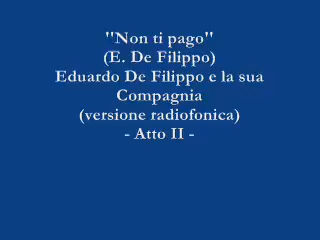 "Non ti pago"
(E. De Filippo)
Eduardo De Filippo e la sua
Compagnia
(versione radiofonica)
- Atto II -